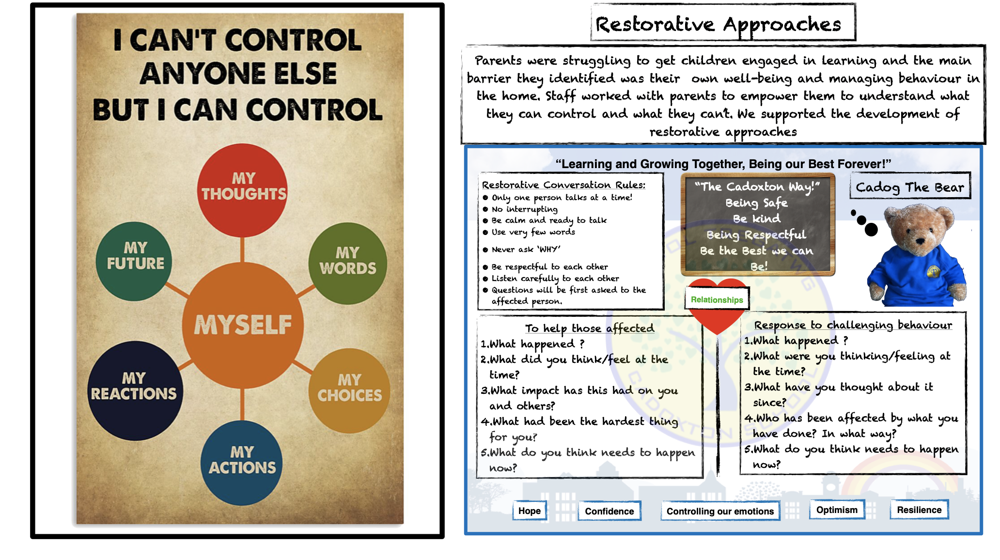 I CAN'T CONTROL
ANYONE ELSE
BUT I CAN CONTROL
MY
THOUGHTS
MY
FUTURE
MY
WORDS
MYSELF
MY
REACTIONS
MY
CHOICES
MY
ACTIONS
Restorative Approaches
Parents were struggling to get children engaged in learning and the main
barrier they identified was their own well-being and managing behaviour in
the home. Staff worked with parents to empower them to understand what
they can control and what they can't. We supported the development of
restorative approaches
“Learning and Growing Together, Being our Best Forever!”
Restorative Conversation Rules:
• Only one person talks at a time!
• No interrupting
• Be calm and ready to talk
• Use very few words
• Never ask ‘WHY’
• Be respectful to each other
• Listen carefully to each other
• Questions will be first asked to the
affected person.
“The Cadoxton Way!”
Being Safe
Be kind
Being Respectful
Be the Best we can
Be!
Cadog The Bear
Relationships
To help those affected
1.What happened ?
2.What did you think/feel at the
time?
3.What impact has this had on you
and others?
4.What had been the hardest thing
for you?
5.What do you think needs to happen
now?
Response to challenging behaviour
1.What happened ?
2.What were you thinking/feeling at
the time?
3.What have you thought about it
since?
4.Who has been affected by what you
have done? In what way?
5.What do you think needs to happen
now?
CADOXTON SCHOOL
Hope
Confidence
Controlling our emotions
Optimism
Resilience